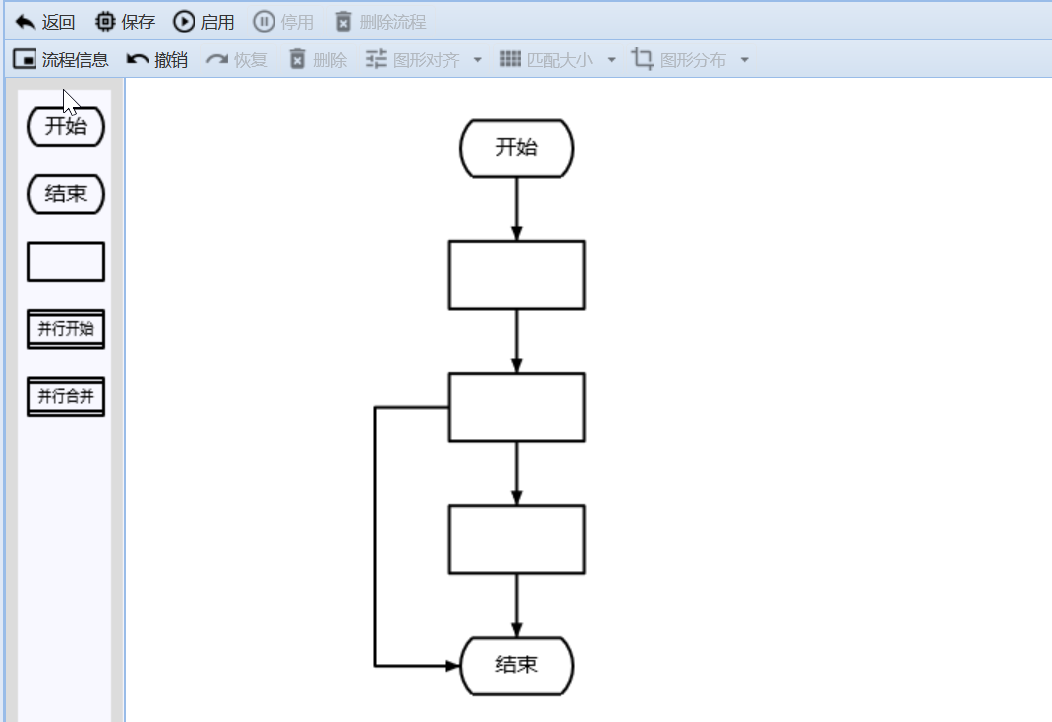 返回 保存 启用 停用 删除流程
流程信息 撤销 恢复 删除 图形对齐 匹配大小 图形分布
开始
结束
并行开始
并行合并
开始
结束